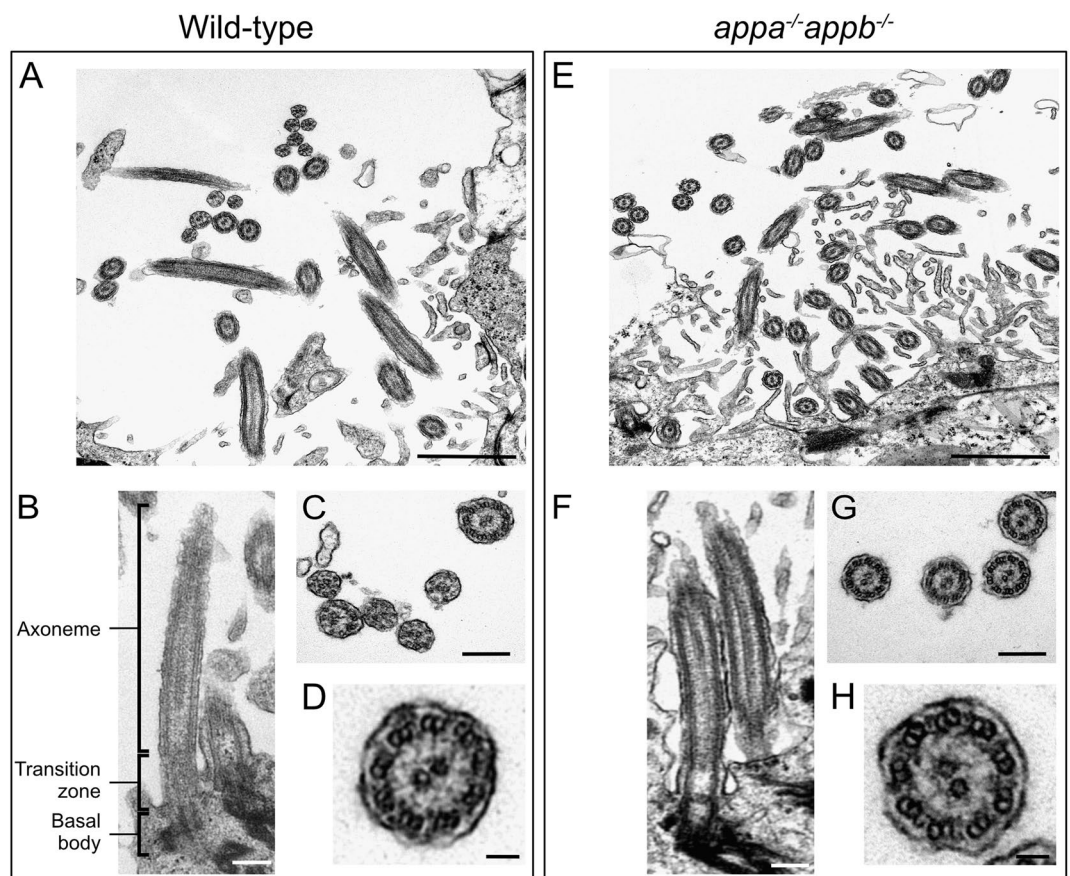 Wild-type
appa-/-appb-/-
A
E
B
C
F
G
Axoneme
D
H
Transition
zone
Basal
body